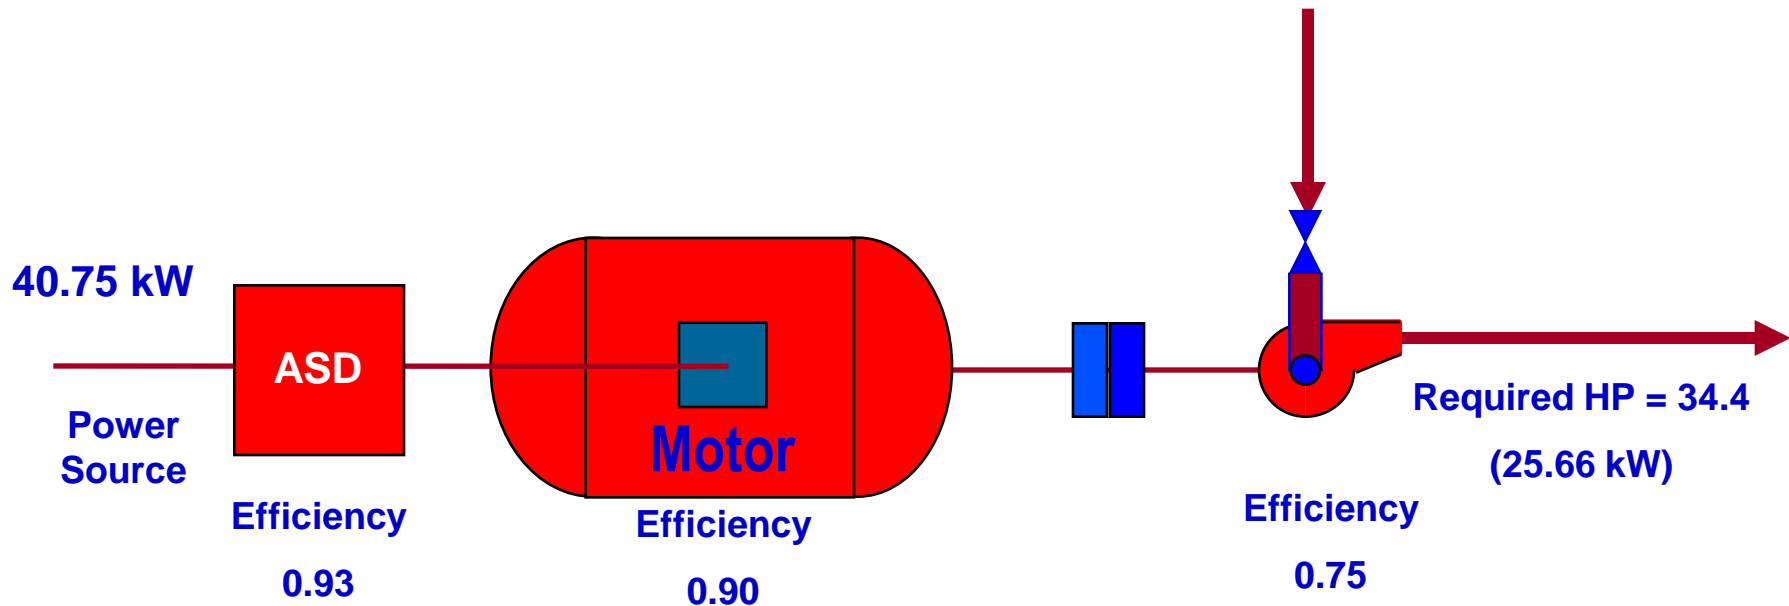 40.75 kW
ASD
Power
Source
Motor
Efficiency
0.93
Efficiency
0.90
Efficiency
0.75
Required HP = 34.4
(25.66 kW)